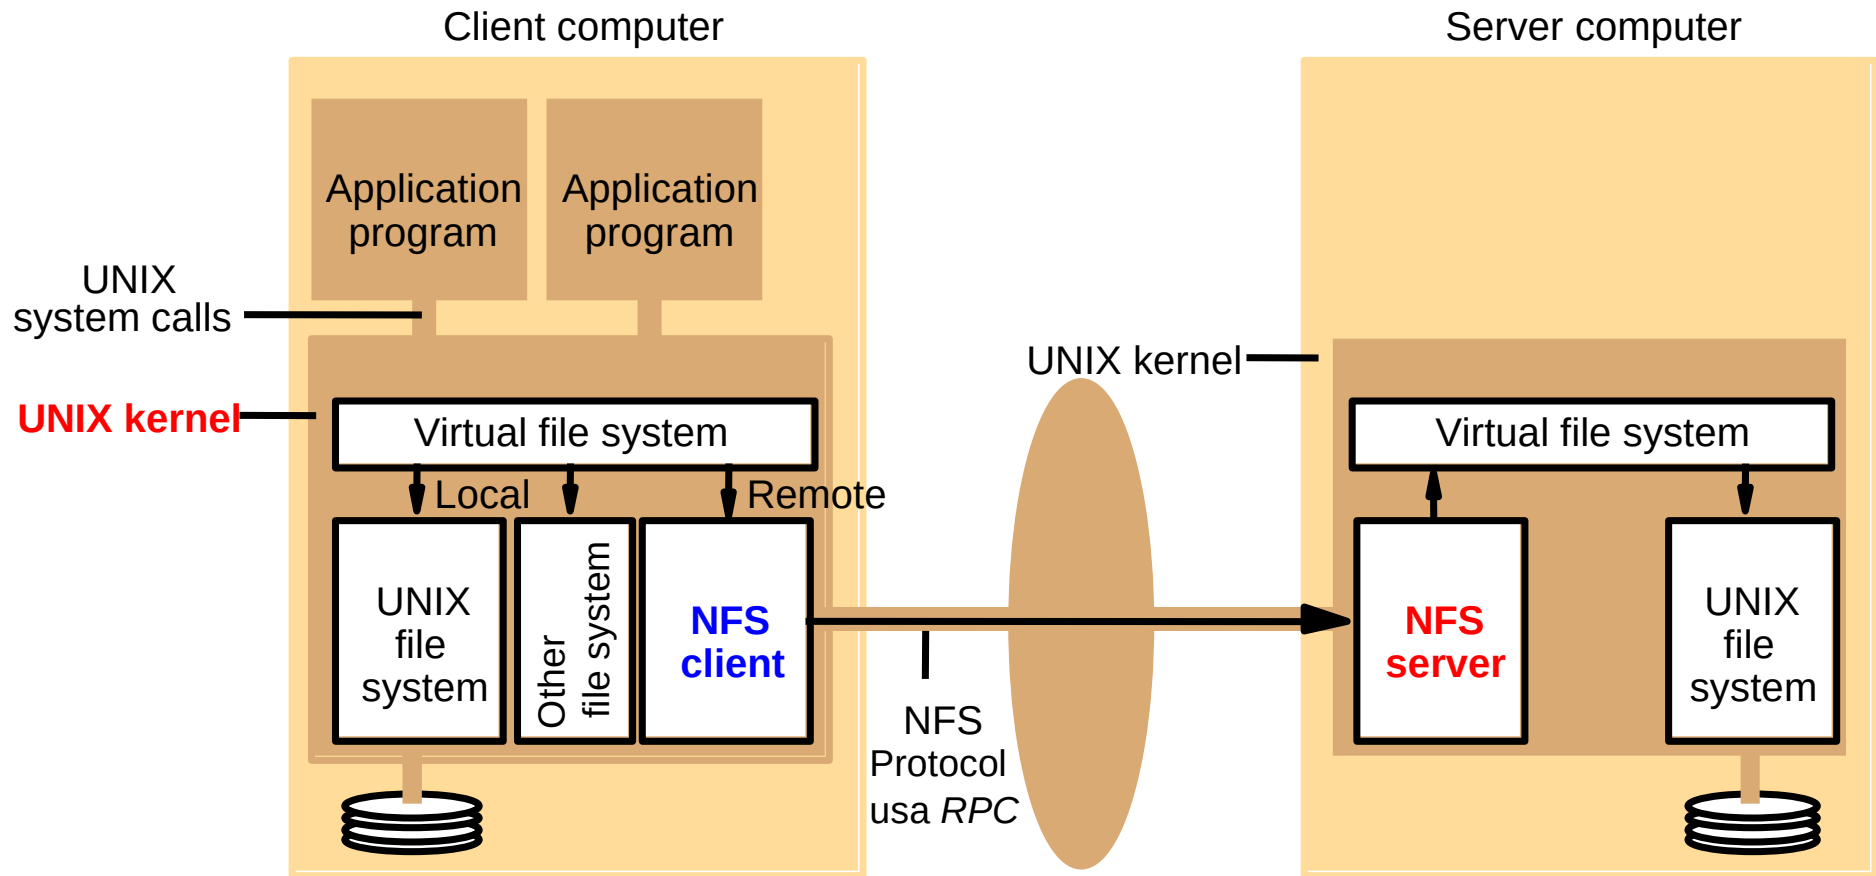 Client computer
Server computer
Application
program
Application
program
UNIX
system calls
UNIX kernel
UNIX kernel
Virtual file system
Virtual file system
Local
Remote
UNIX
file
system
Other
file system
NFS
client
NFS
server
UNIX
file
system
NFS
Protocol
usa RPC